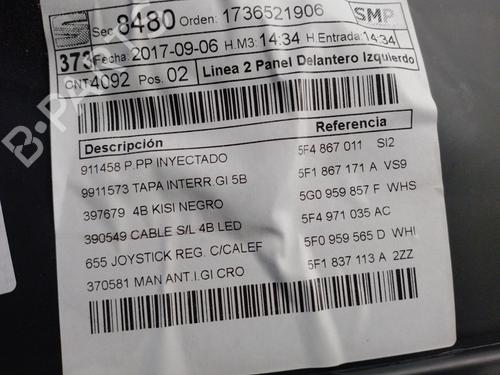 Sec 8480 Orden: 1736521906 SMP
373 Fecha: 2017-09-06 H.M3: 14:34 H.Entrada: 14:34
CNT 4092 Pos. 02 Linea 2 Panel Delantero Izquierdo
Descripción Referencia
911458 P.PP INYECTADO 5F4 867 011 SI2
9911573 TAPA INTERR.GI 5B 5F1 867 171 A VS9
397679 4B KISI NEGRO 5G0 959 857 F WHS
390549 CABLE S/L 4B LED 5F4 971 035 AC
655 JOYSTICK REG. C/CALEF 5F0 959 565 D WHI
370581 MAN ANT.I.GI CRO 5F1 837 113 A 2ZZ